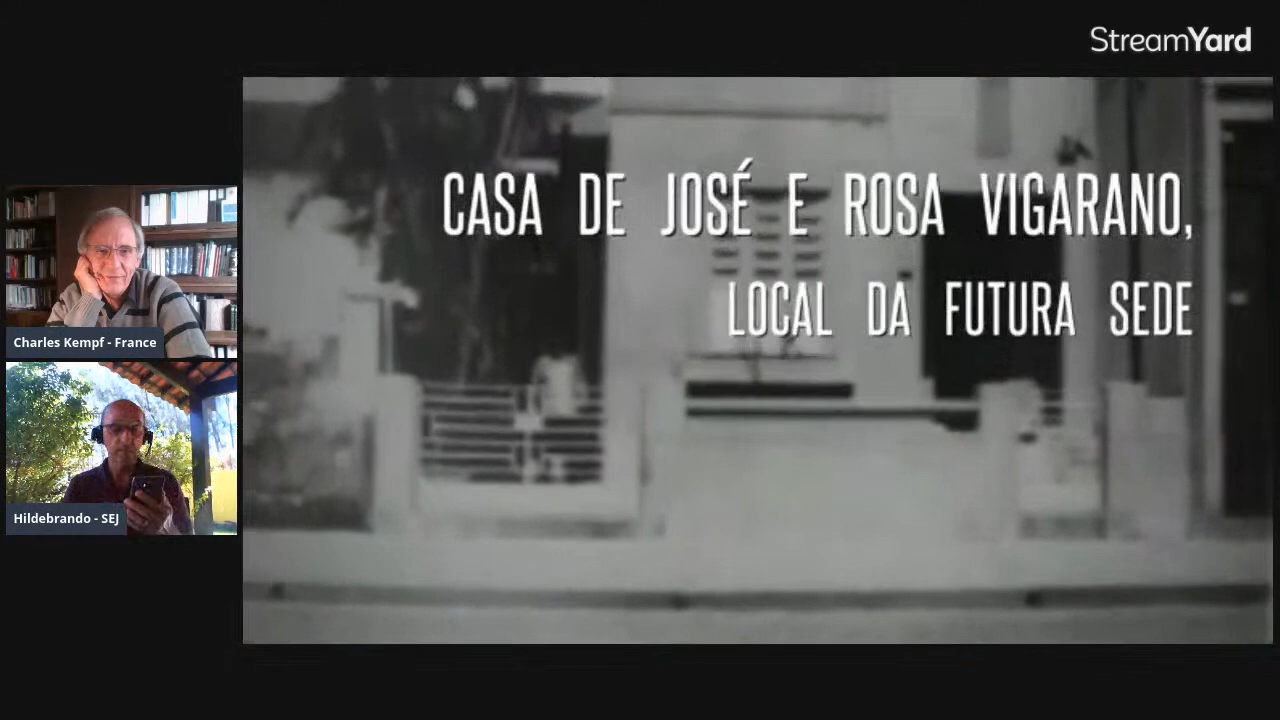 StreamYard
CASA DE JOSÉ E ROSA VIGARANO,
LOCAL DA FUTURA SEDE
Charles Kempf - France
Hildebrando - SEJ